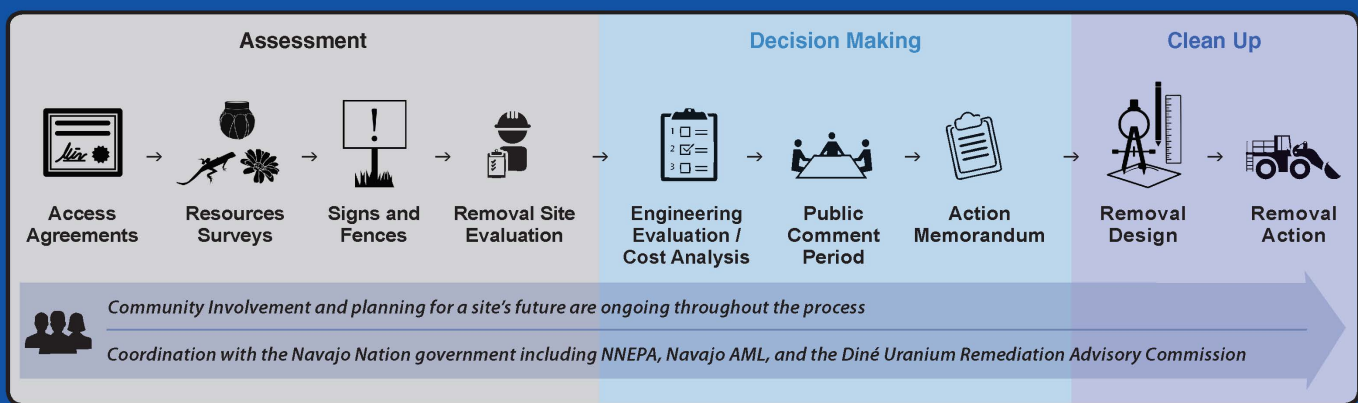 Assessment
Decision Making
Clean Up
!
1
2
3
Access
Agreements
Resources
Surveys
Signs and
Fences
Removal Site
Evaluation
Engineering
Evaluation /
Cost Analysis
Public
Comment
Period
Action
Memorandum
Removal
Design
Removal
Action
Community Involvement and planning for a site's future are ongoing throughout the process
Coordination with the Navajo Nation government including NNEPA, Navajo AML, and the Diné Uranium Remediation Advisory Commission